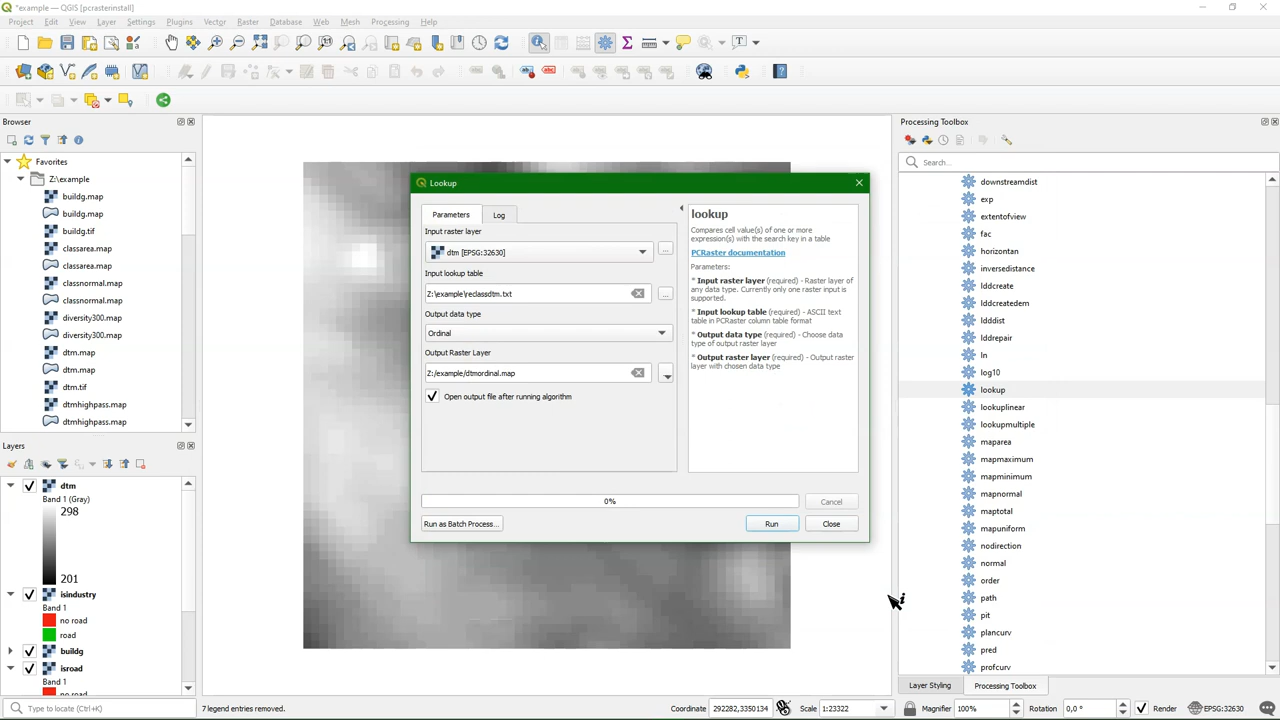 *example — QGIS [pcrasterinstall]
Project Edit View Layer Settings Plugins Vector Raster Database Web Mesh Processing Help
Browser
Favorites
Z:\example
buildg.map
buildg.map
buildg.tif
classarea.map
classarea.map
classnormal.map
classnormal.map
diversity300.map
diversity300.map
dtm.map
dtm.map
dtm.tif
dtmhighpass.map
dtmhighpass.map
Layers
dtm
Band 1 (Gray)
298
201
isindustry
Band 1
no road
road
buildg
isroad
Band 1
no road
Lookup
Parameters Log
Input raster layer
dtm [EPSG:32630]
Input lookup table
Z:\example\reclassdtm.txt
Output data type
Ordinal
Output Raster Layer
Z:/example/dtmordinal.map
Open output file after running algorithm
lookup
Compares cell value(s) of one or more
expression(s) with the search key in a table
PCRaster documentation
Parameters:
* Input raster layer (required) - Raster layer
of any data type. Currently only one raster input is
supported.
* Input lookup table (required) - ASCII text
table in PCRaster column table format
* Output data type (required) - Choose data
type of output raster layer
* Output raster layer (required) - Output raster
layer with chosen data type
0%
Cancel
Run as Batch Process...
Run
Close
Processing Toolbox
Search...
downstreamdist
exp
extentofview
fac
horizontan
inversedistance
lddcreate
lddcreatedem
ldddist
lddrepair
ln
log10
lookup
lookuplinear
lookupmultiple
maparea
mapmaximum
mapminimum
mapnormal
maptotal
mapuniform
nodirection
normal
order
path
pit
plancurv
pred
profcurv
Layer Styling Processing Toolbox
Type to locate (Ctrl+K)
7 legend entries removed.
Coordinate 292282,3350134
Scale 1:23322
Magnifier 100%
Rotation 0,0 °
Render
EPSG:32630